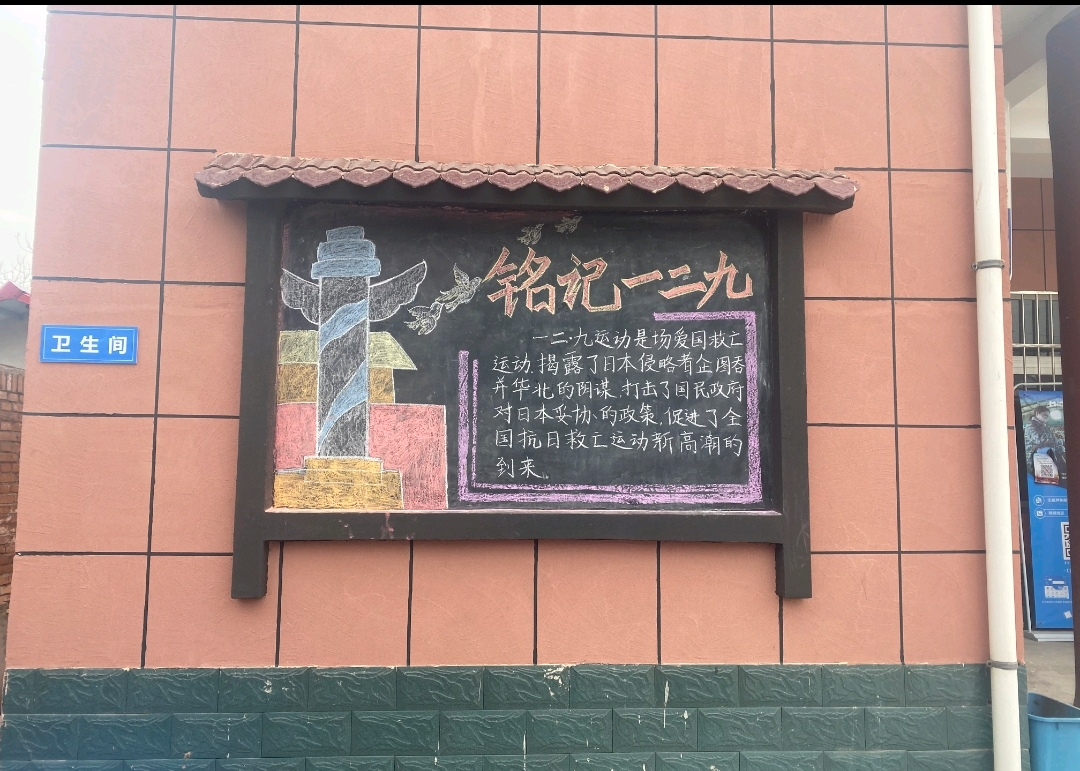 卫生间
铭记一二九
一二·九运动是场爱国救亡
运动,揭露了日本侵略者企图吞
并华北的阴谋,打击了国民政府
对日本妥协的政策,促进了全
国抗日救亡运动新高潮的
到来。